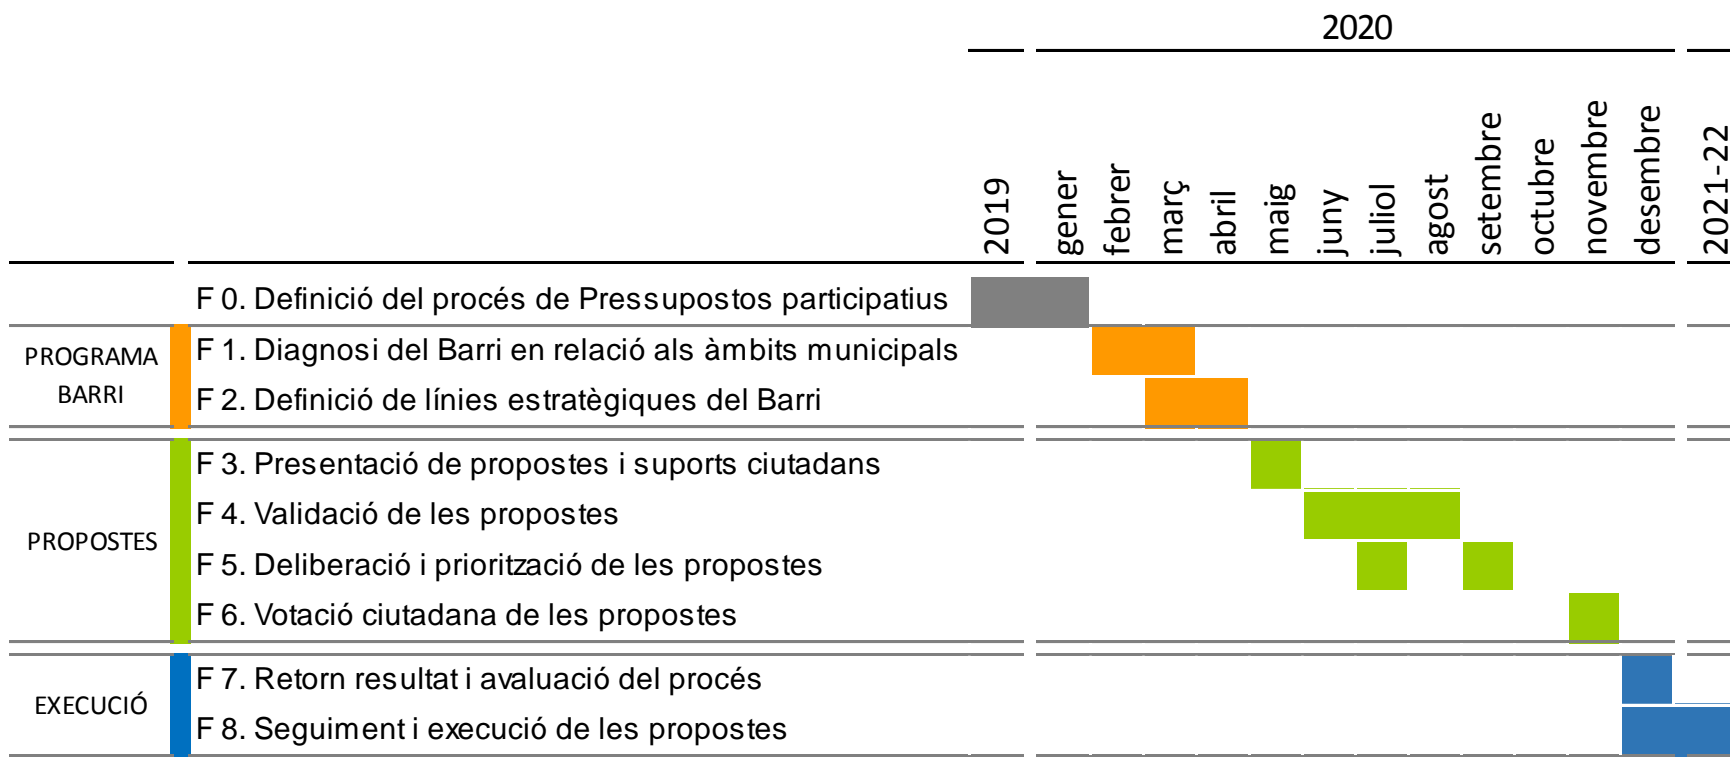 2020
2019
gener
febrer
març
abril
maig
juny
juliol
agost
setembre
octubre
novembre
desembre
2021-22
F 0. Definició del procés de Pressupostos participatius
PROGRAMA
BARRI
F 1. Diagnosi del Barri en relació als àmbits municipals
F 2. Definició de línies estratègiques del Barri
PROPOSTES
F 3. Presentació de propostes i suports ciutadans
F 4. Validació de les propostes
F 5. Deliberació i priorització de les propostes
F 6. Votació ciutadana de les propostes
EXECUCIÓ
F 7. Retorn resultat i avaluació del procés
F 8. Seguiment i execució de les propostes